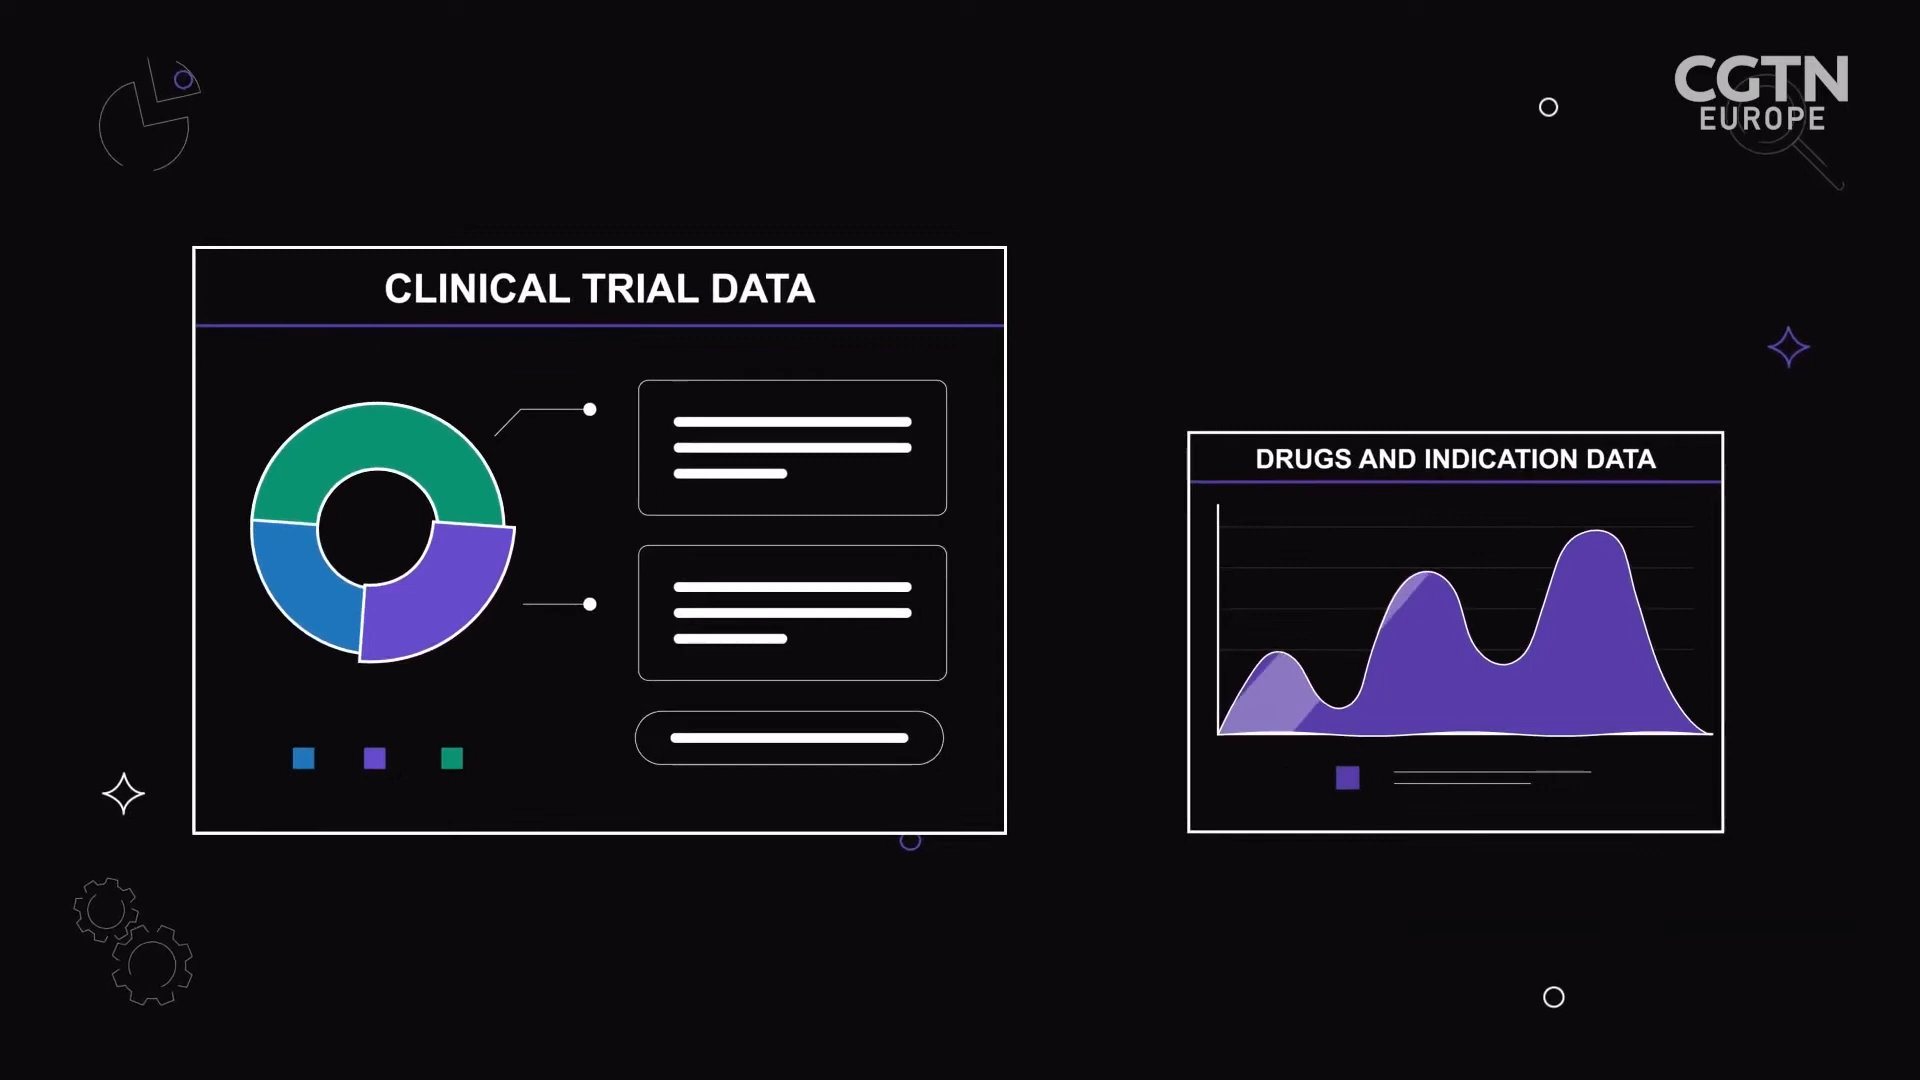 CGTN
EUROPE
CLINICAL TRIAL DATA
DRUGS AND INDICATION DATA